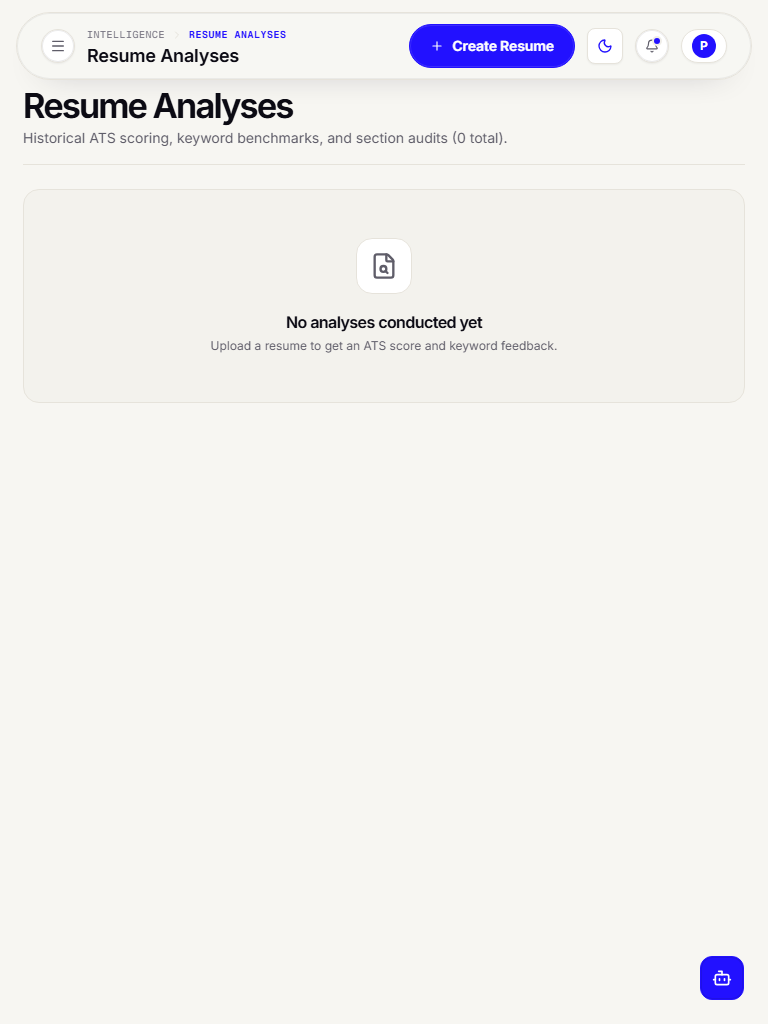 INTELLIGENCE › RESUME ANALYSES
Resume Analyses
Create Resume
P
Resume Analyses
Historical ATS scoring, keyword benchmarks, and section audits (0 total).
No analyses conducted yet
Upload a resume to get an ATS score and keyword feedback.